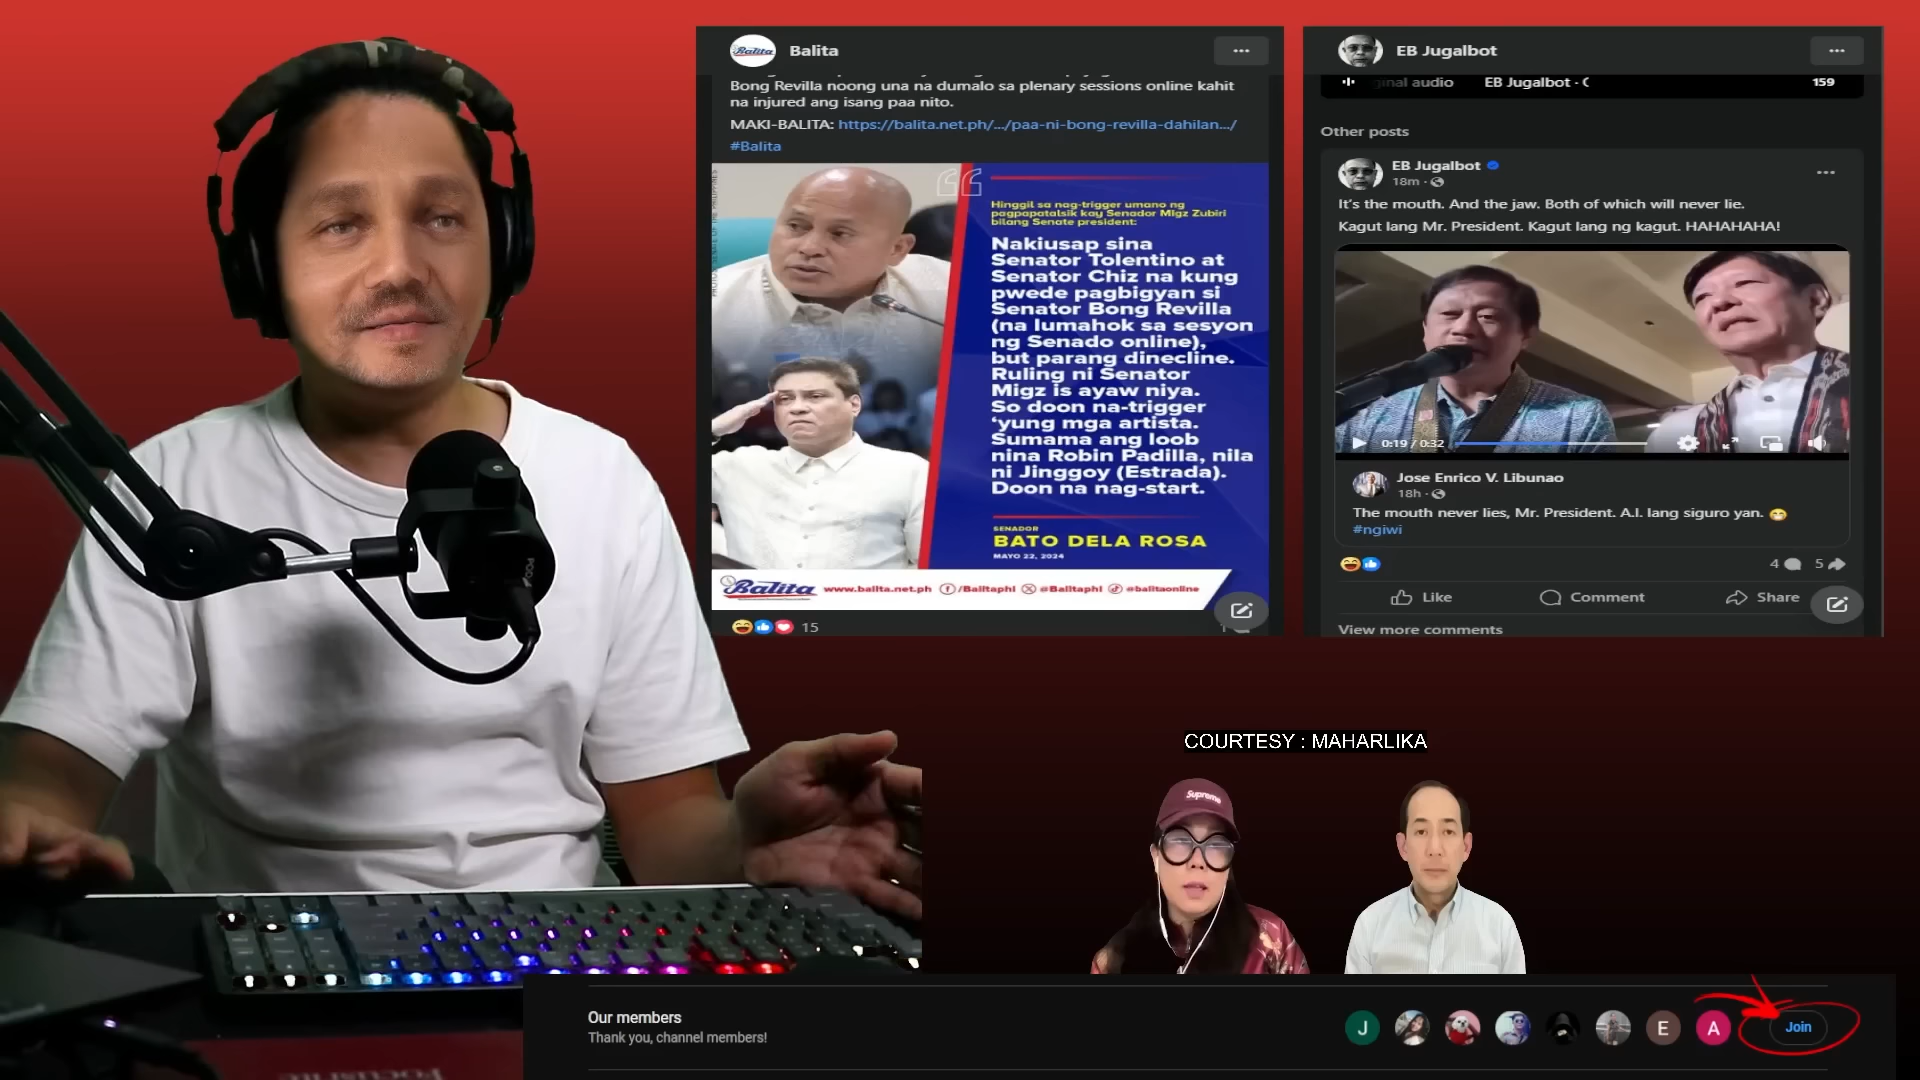 Balita
Balita
Bong Revilla noong una na dumalo sa plenary sessions online kahit
na injured ang isang paa nito.
MAKI-BALITA: https://balita.net.ph/.../paa-ni-bong-revilla-dahilan.../
#Balita
Hinggil sa nag-trigger umano ng
pagpapatalsik kay Senador Migz Zubiri
bilang Senate president:
Nakiusap sina
Senator Tolentino at
Senator Chiz na kung
pwede pagbigyan si
Senator Bong Revilla
(na lumahok sa sesyon
ng Senado online),
but parang dinecline.
Ruling ni Senator
Migz is ayaw niya.
So doon na-trigger
‘yung mga artista.
Sumama ang loob
nina Robin Padilla, nila
ni Jinggoy (Estrada).
Doon na nag-start.
SENADOR
BATO DELA ROSA
MAYO 22, 2024
Balita
www.balita.net.ph /Balitaphl @Balitaphl @balitaonline
15
EB Jugalbot
ginal audio EB Jugalbot · 159
Other posts
EB Jugalbot
18m ·
It's the mouth. And the jaw. Both of which will never lie.
Kagut lang Mr. President. Kagut lang ng kagut. HAHAHAHA!
0:19 / 0:32
Jose Enrico V. Libunao
18h ·
The mouth never lies, Mr. President. A.I. lang siguro yan.
#ngiwi
4 5
Like Comment Share
View more comments
COURTESY : MAHARLIKA
Supreme
Our members
Thank you, channel members!
J E A Join